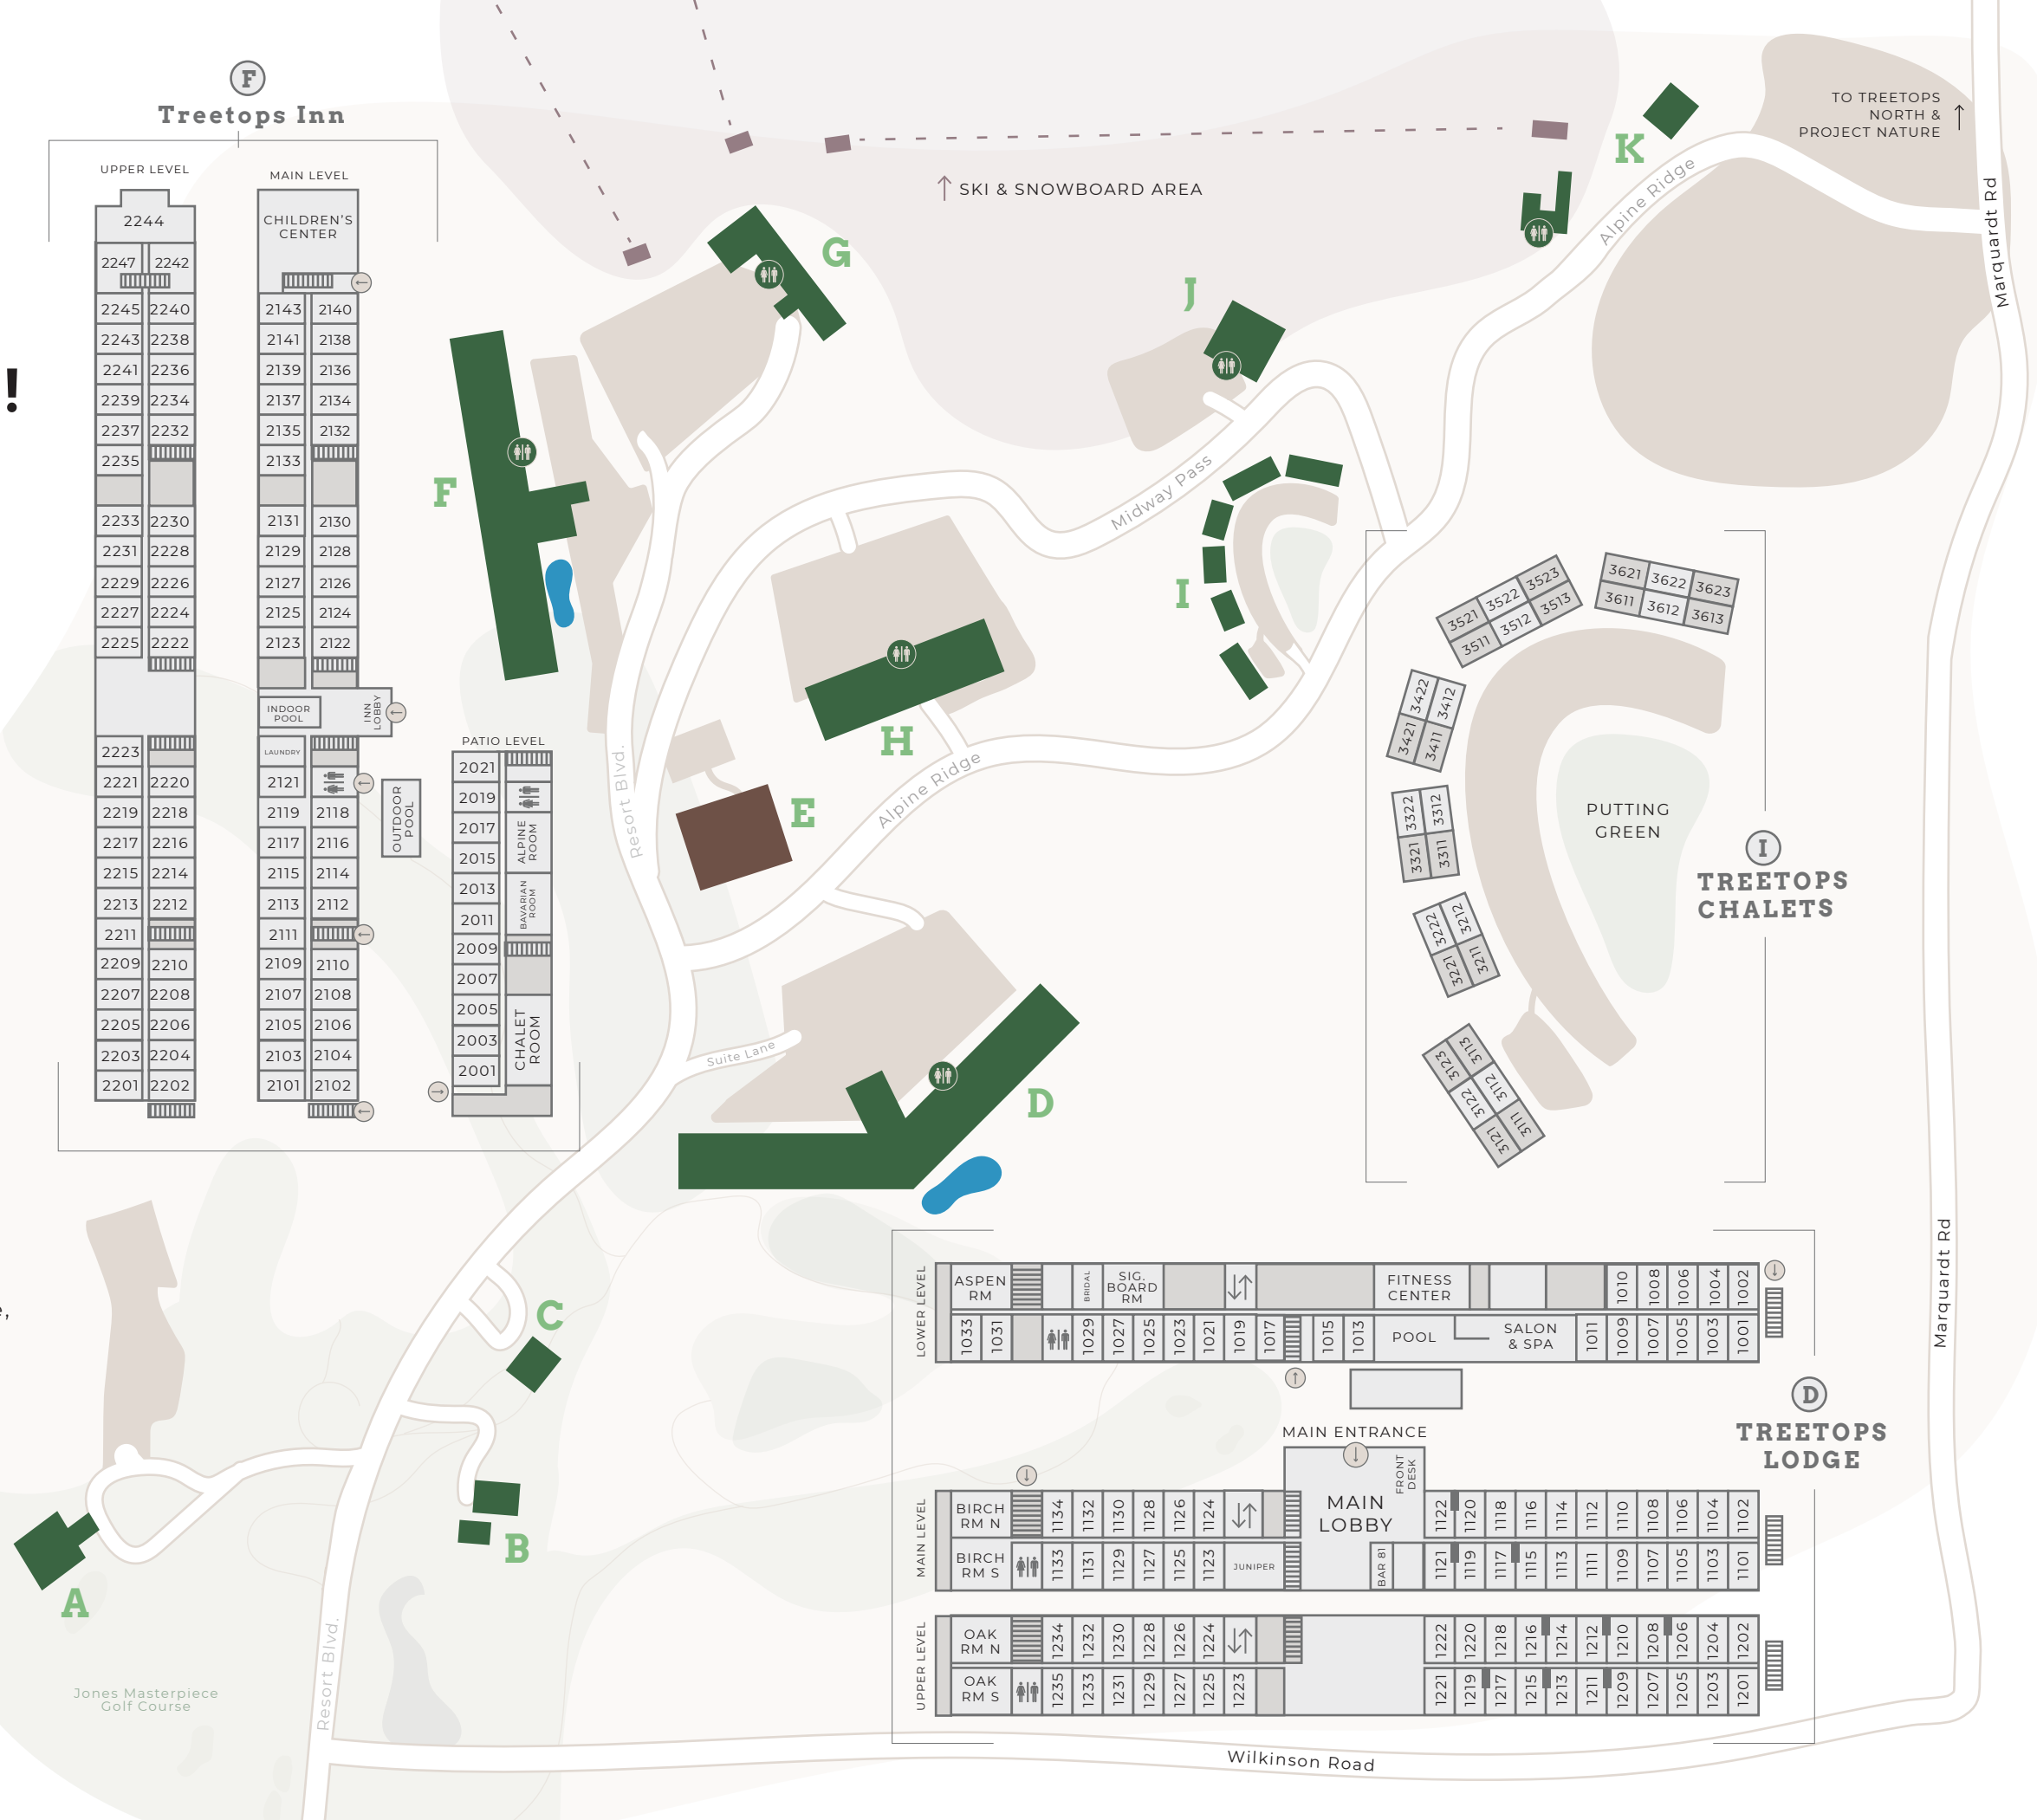 !
e,
F
Treetops Inn
UPPER LEVEL
2244
2247 2242
2245 2240
2243 2238
2241 2236
2239 2234
2237 2232
2235
2233 2230
2231 2228
2229 2226
2227 2224
2225 2222
2223
2221 2220
2219 2218
2217 2216
2215 2214
2213 2212
2211
2209 2210
2207 2208
2205 2206
2203 2204
2201 2202
MAIN LEVEL
CHILDREN'S
CENTER
2143 2140
2141 2138
2139 2136
2137 2134
2135 2132
2133
2131 2130
2129 2128
2127 2126
2125 2124
2123 2122
INDOOR
POOL
INN
LOBBY
LAUNDRY
2121
2119 2118
2117 2116
2115 2114
2113 2112
2111
2109 2110
2107 2108
2105 2106
2103 2104
2101 2102
OUTDOOR
POOL
PATIO LEVEL
2021
2019
2017
2015
ALPINE
ROOM
2013
2011
BAVARIAN
ROOM
2009
2007
2005
2003
2001
CHALET
ROOM
SKI & SNOWBOARD AREA
TO TREETOPS
NORTH &
PROJECT NATURE
K
G
J
F
I
H
E
D
C
B
A
Alpine Ridge
Marquardt Rd
Midway Pass
Resort Blvd.
Alpine Ridge
Suite Lane
Marquardt Rd
Resort Blvd.
Wilkinson Road
Jones Masterpiece
Golf Course
3521 3522 3523
3511 3512 3513
3621 3622 3623
3611 3612 3613
3422 3412
3421 3411
3322 3312
3321 3311
3222 3212
3221 3211
3123 3113
3122 3112
3121 3111
PUTTING
GREEN
I
TREETOPS
CHALETS
D
TREETOPS
LODGE
LOWER LEVEL
ASPEN
RM
BRIDAL
SIG.
BOARD
RM
FITNESS
CENTER
1010 1008 1006 1004 1002
1033 1031 1029 1027 1025 1023 1021 1019 1017 1015 1013
POOL
SALON
& SPA
1011 1009 1007 1005 1003 1001
MAIN ENTRANCE
MAIN LEVEL
BIRCH
RM N
1134 1132 1130 1128 1126 1124
FRONT
DESK
MAIN
LOBBY
1122 1120 1118 1116 1114 1112 1110 1108 1106 1104 1102
BIRCH
RM S
1133 1131 1129 1127 1125 1123
JUNIPER
BAR 81
1121 1119 1117 1115 1113 1111 1109 1107 1105 1103 1101
UPPER LEVEL
OAK
RM N
1234 1232 1230 1228 1226 1224
1222 1220 1218 1216 1214 1212 1210 1208 1206 1204 1202
OAK
RM S
1235 1233 1231 1229 1227 1225 1223
1221 1219 1217 1215 1213 1211 1209 1207 1205 1203 1201